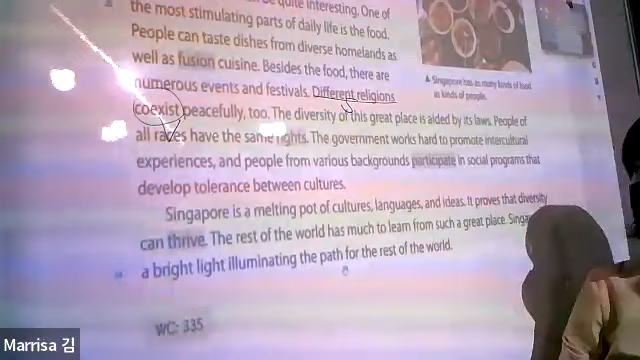 be quite interesting. One of
the most stimulating parts of daily life is the food.
People can taste dishes from diverse homelands as
well as fusion cuisine. Besides the food, there are
numerous events and festivals. Different religions
coexist peacefully, too. The diversity of this great place is aided by its laws. People of
all races have the same rights. The government works hard to promote intercultural
experiences, and people from various backgrounds participate in social programs that
develop tolerance between cultures.
Singapore is a melting pot of cultures, languages, and ideas. It proves that diversity
can thrive. The rest of the world has much to learn from such a great place.
a bright light illuminating the path for the rest of the world.
WC: 335
▲ Singapore has as many kinds of food
as kinds of people.
Marrisa 김